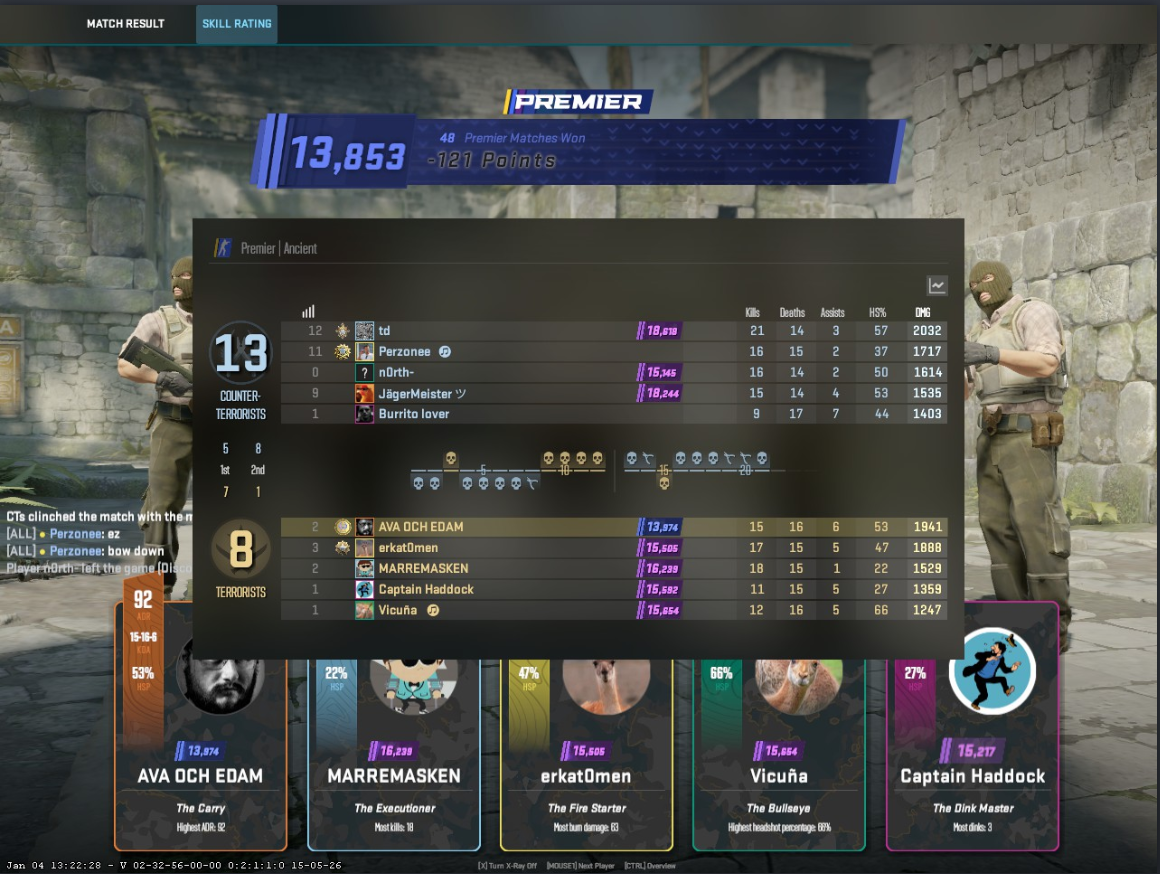 MATCH RESULT SKILL RATING
PREMIER
13,853 48 Premier Matches Won
-121 Points
Premier | Ancient
Kills Deaths Assists HS% DMG
13
COUNTER-
TERRORISTS
12 td 18,618 21 14 3 57 2032
11 Perzonee 16 15 2 37 1717
0 ? n0rth- 15,145 16 14 2 50 1614
9 JägerMeister ツ 18,244 15 14 4 53 1535
1 Burrito lover 9 17 7 44 1403
5 8
1st 2nd
7 1
5 10 15 20
8
TERRORISTS
2 AVA OCH EDAM 13,974 15 16 6 53 1941
3 erkat0men 15,505 17 15 5 47 1888
2 MARREMASKEN 16,239 18 15 1 22 1529
1 Captain Haddock 15,592 11 15 5 27 1359
1 Vicuña 15,654 12 16 5 66 1247
CTs clinched the match with the
[ALL] • Perzonee: ez
[ALL] • Perzonee: bow down
Player n0rth- left the game (Disco
A
92
ADR
15-16-6
KDA
53%
HSP
13,974
AVA OCH EDAM
The Carry
Highest ADR: 92
22%
HSP
16,239
MARREMASKEN
The Executioner
Most kills: 18
47%
HSP
15,505
erkat0men
The Fire Starter
Most burn damage: 63
66%
HSP
15,654
Vicuña
The Bullseye
Highest headshot percentage: 66%
27%
HSP
15,217
Captain Haddock
The Dink Master
Most dinks: 3
Jan 04 13:22:28 - V 02-32-56-00-00 0:2:1:1:0 15-05-26
[X] Turn X-Ray Off [MOUSE1] Next Player [CTRL] Overview